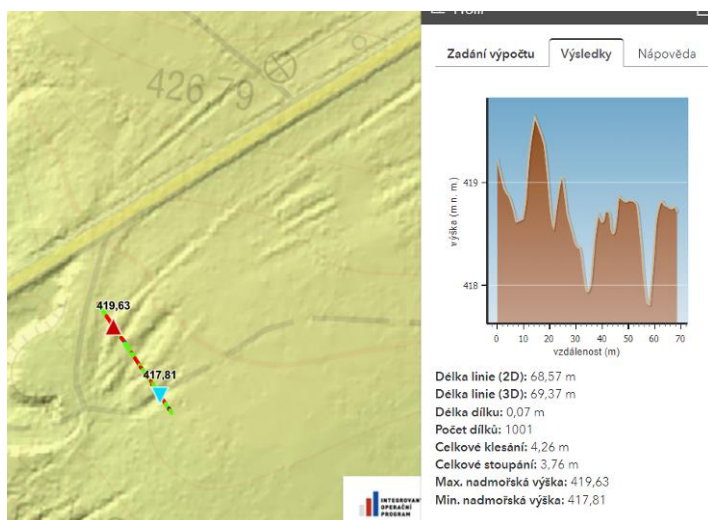 426,79
419,63
417,81
INTEGROVAN
OPERAČNÍ
PROGRAM
Profil
Zadání výpočtu
Výsledky
Nápověda
419
418
výška (m n. m.)
0 10 20 30 40 50 60 70
vzdálenost (m)
Délka linie (2D): 68,57 m
Délka linie (3D): 69,37 m
Délka dílku: 0,07 m
Počet dílků: 1001
Celkové klesání: 4,26 m
Celkové stoupání: 3,76 m
Max. nadmořská výška: 419,63
Min. nadmořská výška: 417,81